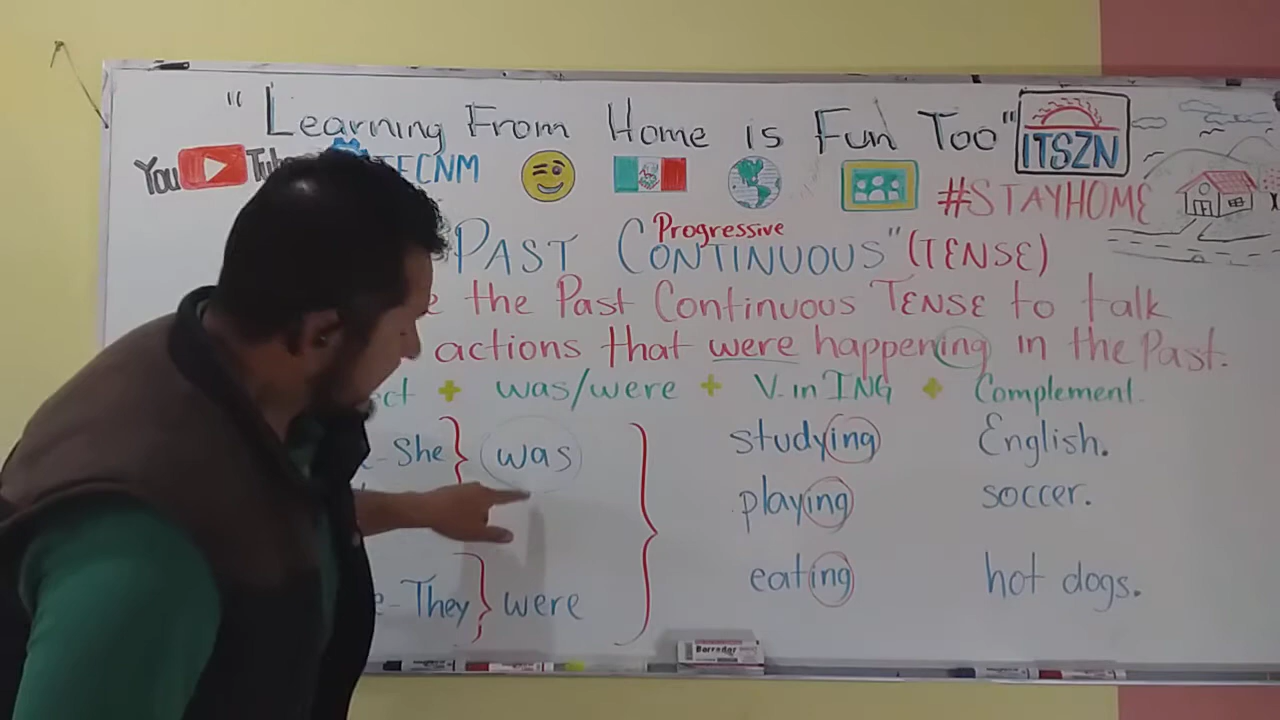 "Learning From Home is Fun Too"
ITSZN
YouTube TECNM
#STAYHOME
Progressive
PAST CONTINUOUS" (TENSE)
the Past Continuous TENSE to talk
actions that were happening in the Past.
+ was/were + V. in ING + Complement.
She } was studying English.
playing soccer.
They } were eating hot dogs.
Borrador